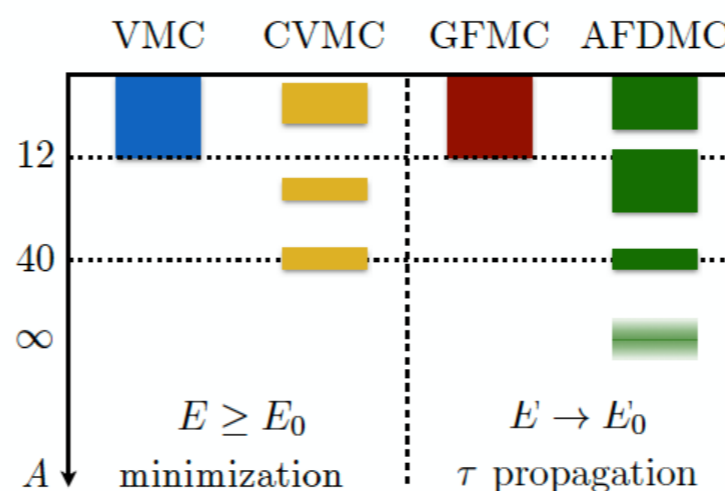 VMC CVMC GFMC AFDMC
12
40
∞
E ≥ E₀ E → E₀
A minimization τ propagation